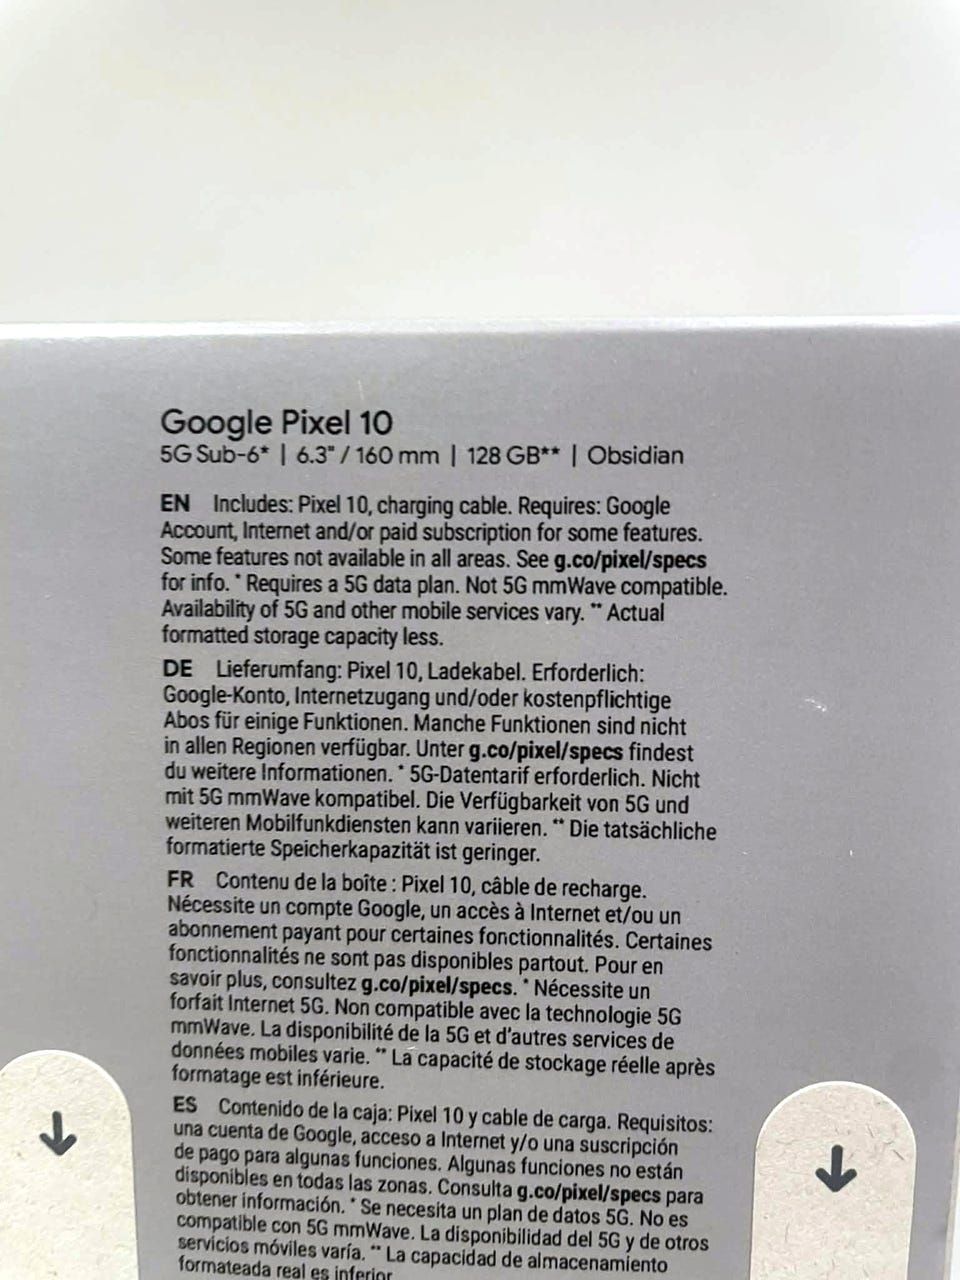 Google Pixel 10
5G Sub-6* | 6.3" / 160 mm | 128 GB** | Obsidian
EN Includes: Pixel 10, charging cable. Requires: Google
Account, Internet and/or paid subscription for some features.
Some features not available in all areas. See g.co/pixel/specs
for info. * Requires a 5G data plan. Not 5G mmWave compatible.
Availability of 5G and other mobile services vary. ** Actual
formatted storage capacity less.
DE Lieferumfang: Pixel 10, Ladekabel. Erforderlich:
Google-Konto, Internetzugang und/oder kostenpflichtige
Abos für einige Funktionen. Manche Funktionen sind nicht
in allen Regionen verfügbar. Unter g.co/pixel/specs findest
du weitere Informationen. * 5G-Datentarif erforderlich. Nicht
mit 5G mmWave kompatibel. Die Verfügbarkeit von 5G und
weiteren Mobilfunkdiensten kann variieren. ** Die tatsächliche
formatierte Speicherkapazität ist geringer.
FR Contenu de la boîte : Pixel 10, câble de recharge.
Nécessite un compte Google, un accès à Internet et/ou un
abonnement payant pour certaines fonctionnalités. Certaines
fonctionnalités ne sont pas disponibles partout. Pour en
savoir plus, consultez g.co/pixel/specs. * Nécessite un
forfait Internet 5G. Non compatible avec la technologie 5G
mmWave. La disponibilité de la 5G et d'autres services de
données mobiles varie. ** La capacité de stockage réelle après
formatage est inférieure.
ES Contenido de la caja: Pixel 10 y cable de carga. Requisitos:
una cuenta de Google, acceso a Internet y/o una suscripción
de pago para algunas funciones. Algunas funciones no están
disponibles en todas las zonas. Consulta g.co/pixel/specs para
obtener información. * Se necesita un plan de datos 5G. No es
compatible con 5G mmWave. La disponibilidad del 5G y de otros
servicios móviles varía. ** La capacidad de almacenamiento
formateada real es inferior.